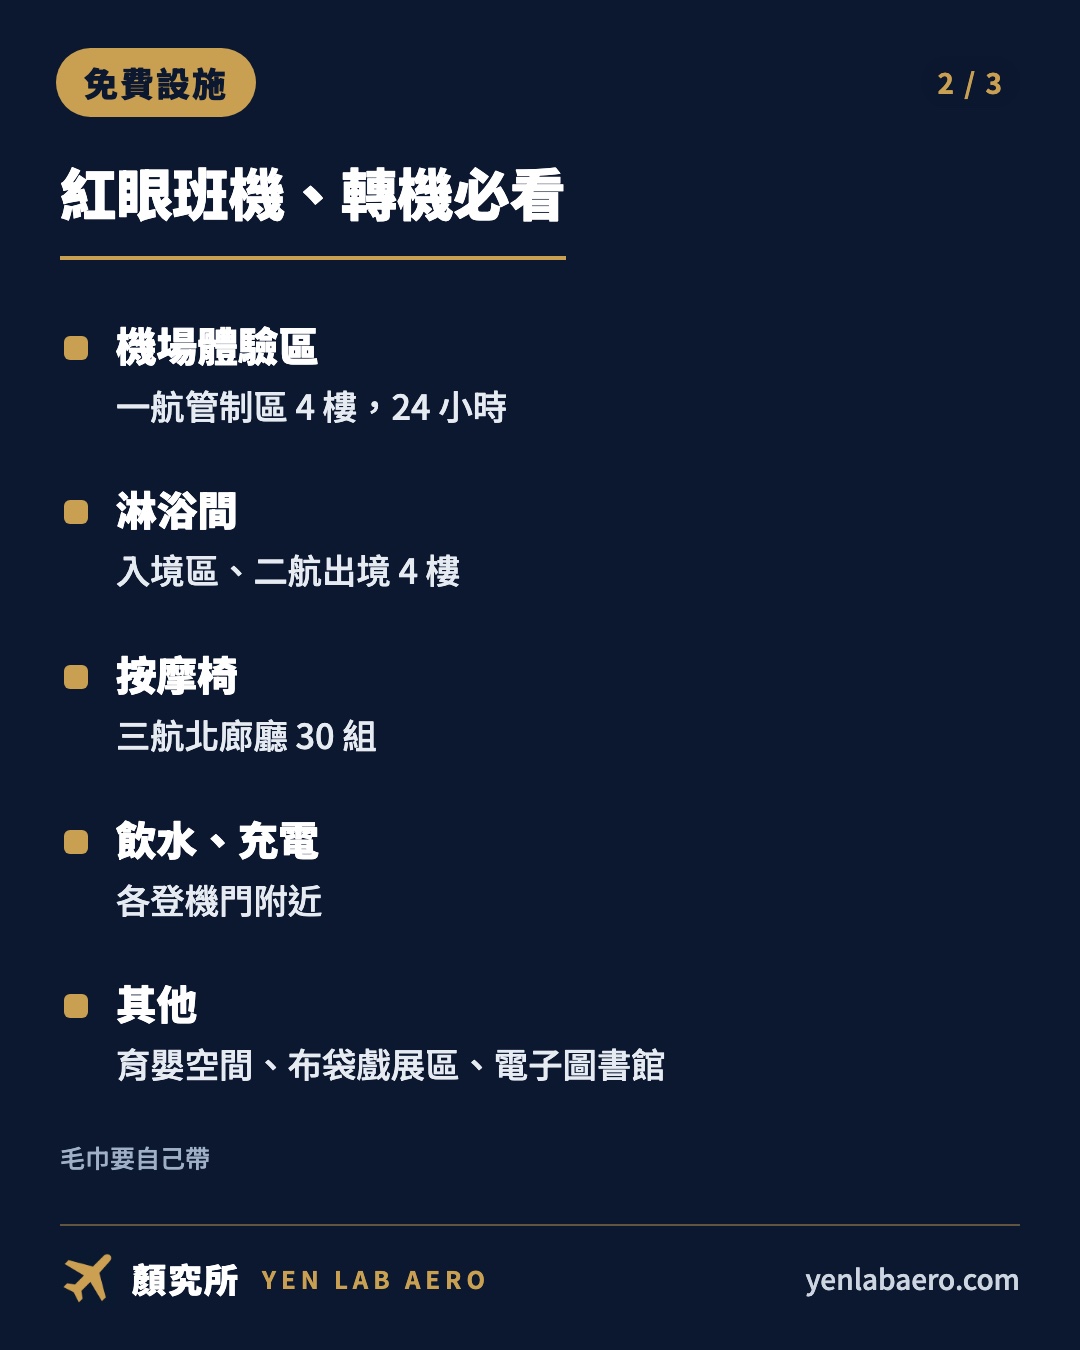 免費設施
2 / 3
紅眼班機、轉機必看
機場體驗區
一航管制區 4 樓，24 小時
淋浴間
入境區、二航出境 4 樓
按摩椅
三航北廊廳 30 組
飲水、充電
各登機門附近
其他
育嬰空間、布袋戲展區、電子圖書館
毛巾要自己帶
顏究所 YEN LAB AERO
yenlabaero.com